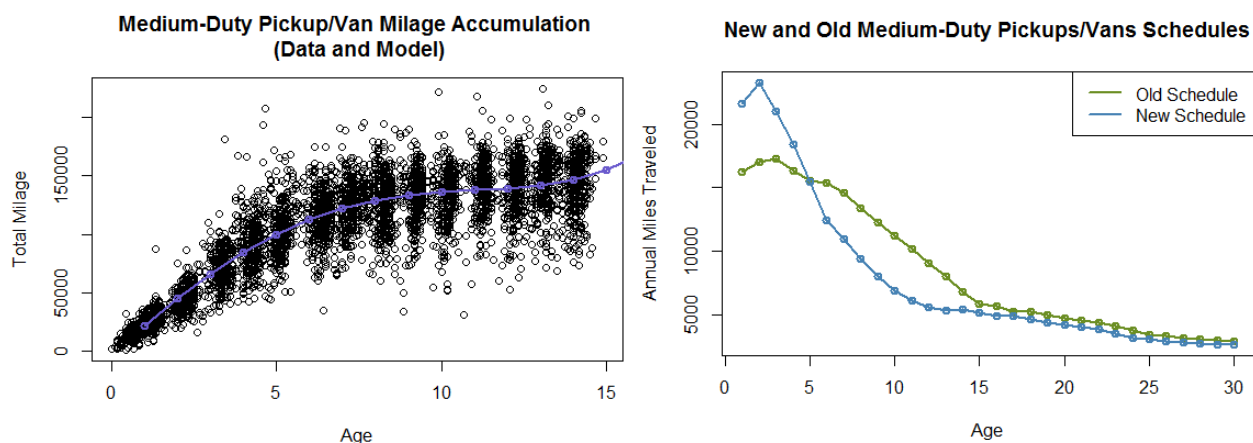 Medium-Duty Pickup/Van Milage Accumulation
(Data and Model)
Total Milage
0
50000
150000
0
5
10
15
Age
New and Old Medium-Duty Pickups/Vans Schedules
Old Schedule
New Schedule
Annual Miles Traveled
5000
10000
20000
0
5
10
15
20
25
30
Age